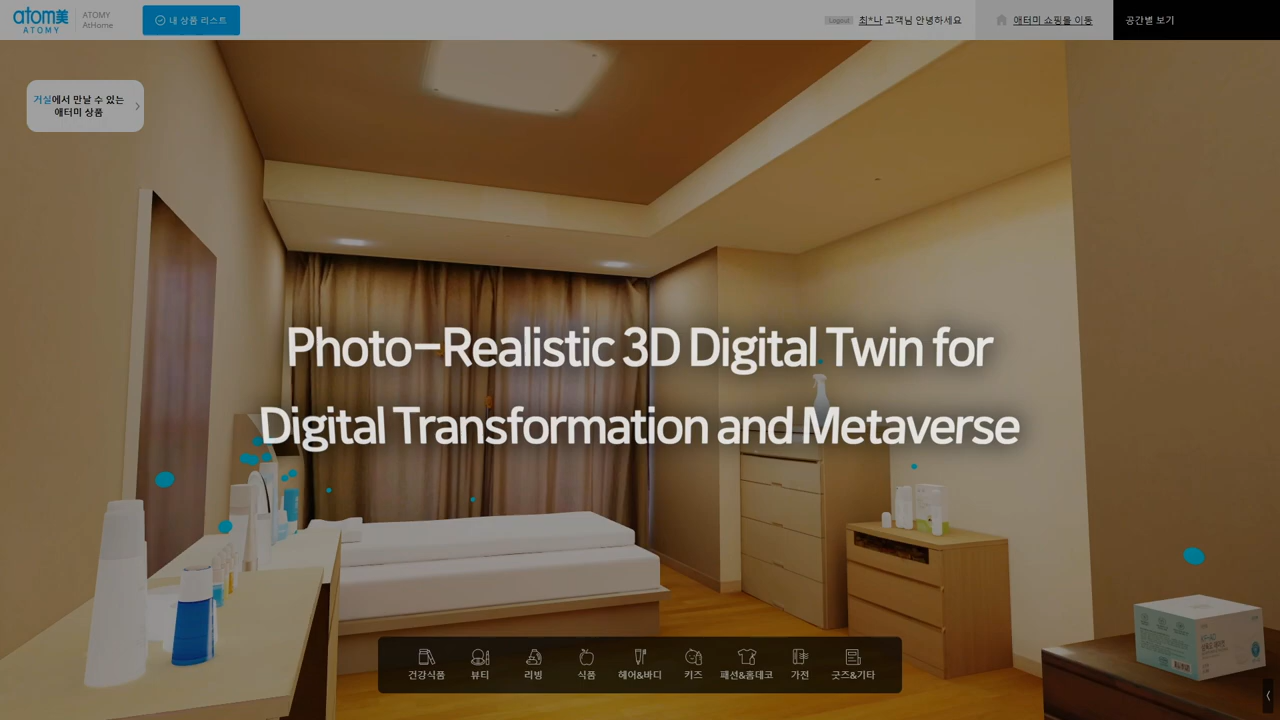 atom美
ATOMY
ATOMY
AtHome
내 상품 리스트
Logout 최*나 고객님 안녕하세요
애터미 쇼핑몰 이동
공간별 보기
거실에서 만날 수 있는
애터미 상품
Photo-Realistic 3D Digital Twin for
Digital Transformation and Metaverse
건강식품
뷰티
리빙
식품
헤어&바디
키즈
패션&홈데코
가전
굿즈&기타